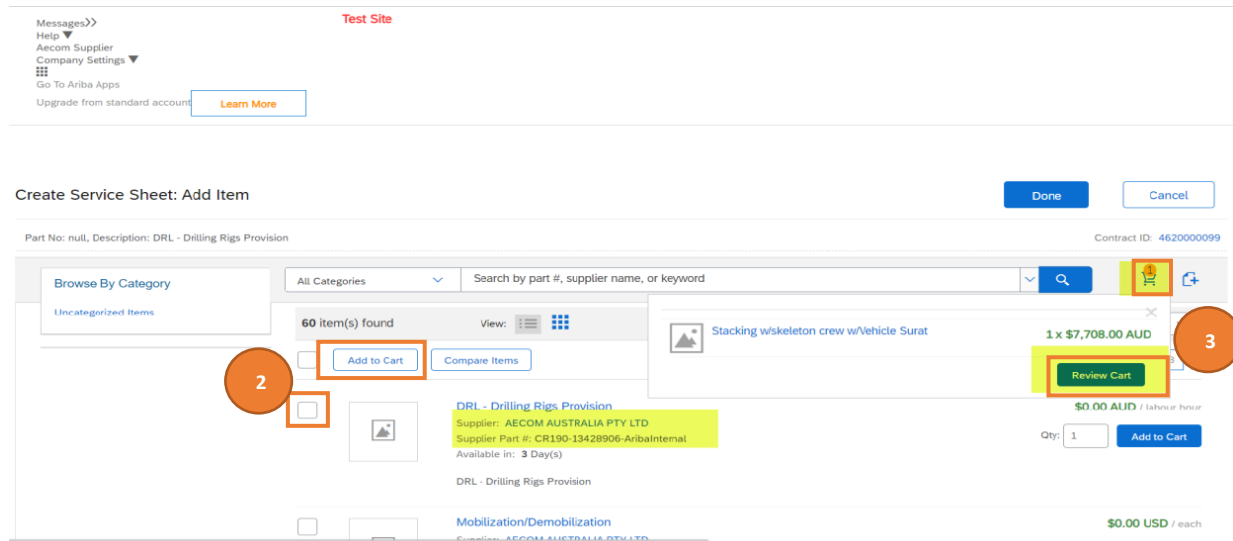 Messages>>
Test Site
Help ▼
Aecom Supplier
Company Settings ▼
Go To Ariba Apps
Upgrade from standard account
Learn More
Create Service Sheet: Add Item
Done
Cancel
Part No: null, Description: DRL - Drilling Rigs Provision
Contract ID: 4620000099
Browse By Category
All Categories
Search by part #, supplier name, or keyword
1
Uncategorized Items
60 item(s) found
View:
Stacking w/skeleton crew w/Vehicle Surat
1 x $7,708.00 AUD
3
Add to Cart
Compare Items
Review Cart
2
DRL - Drilling Rigs Provision
$0.00 AUD / labour hour
Supplier: AECOM AUSTRALIA PTY LTD
Supplier Part #: CR190-13428906-AribaInternal
Qty: 1
Add to Cart
Available in: 3 Day(s)
DRL - Drilling Rigs Provision
Mobilization/Demobilization
$0.00 USD / each
Supplier: AECOM AUSTRALIA PTY LTD